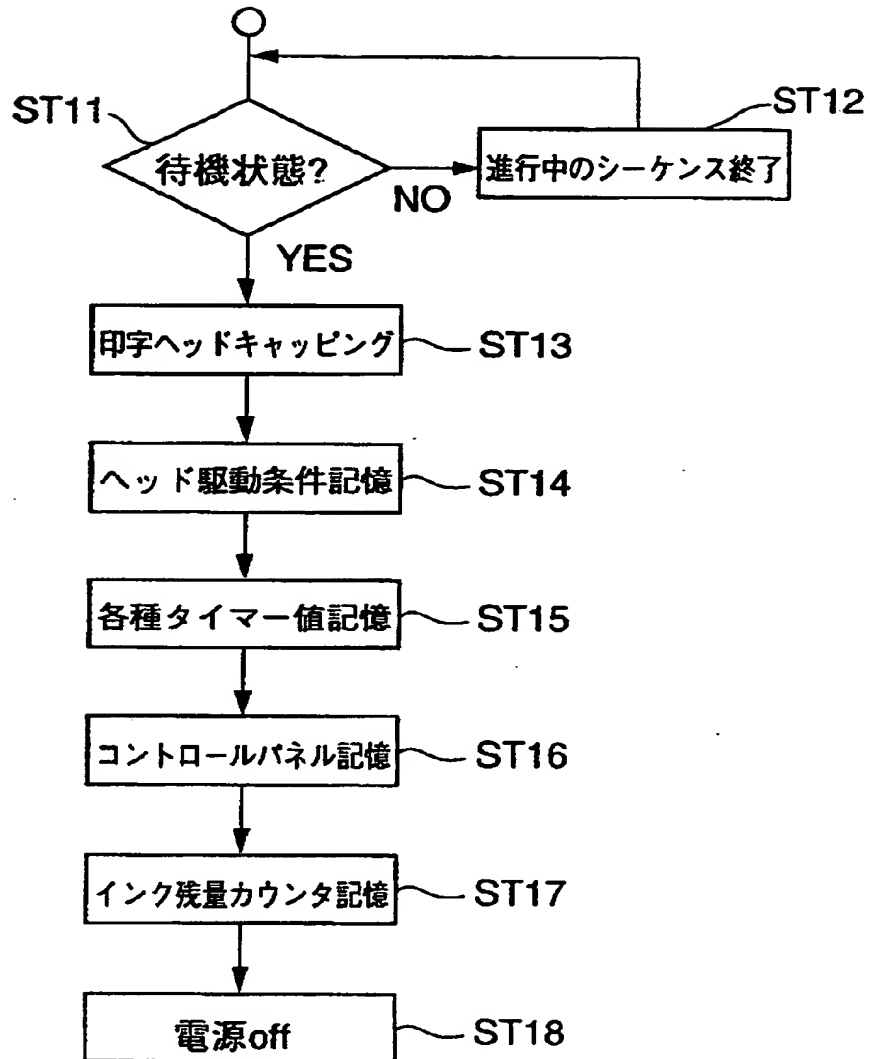 ST11
待機状態?
NO
ST12
進行中のシーケンス終了
YES
印字ヘッドキャッピング
ST13
ヘッド駆動条件記憶
ST14
各種タイマー値記憶
ST15
コントロールパネル記憶
ST16
インク残量カウンタ記憶
ST17
電源off
ST18